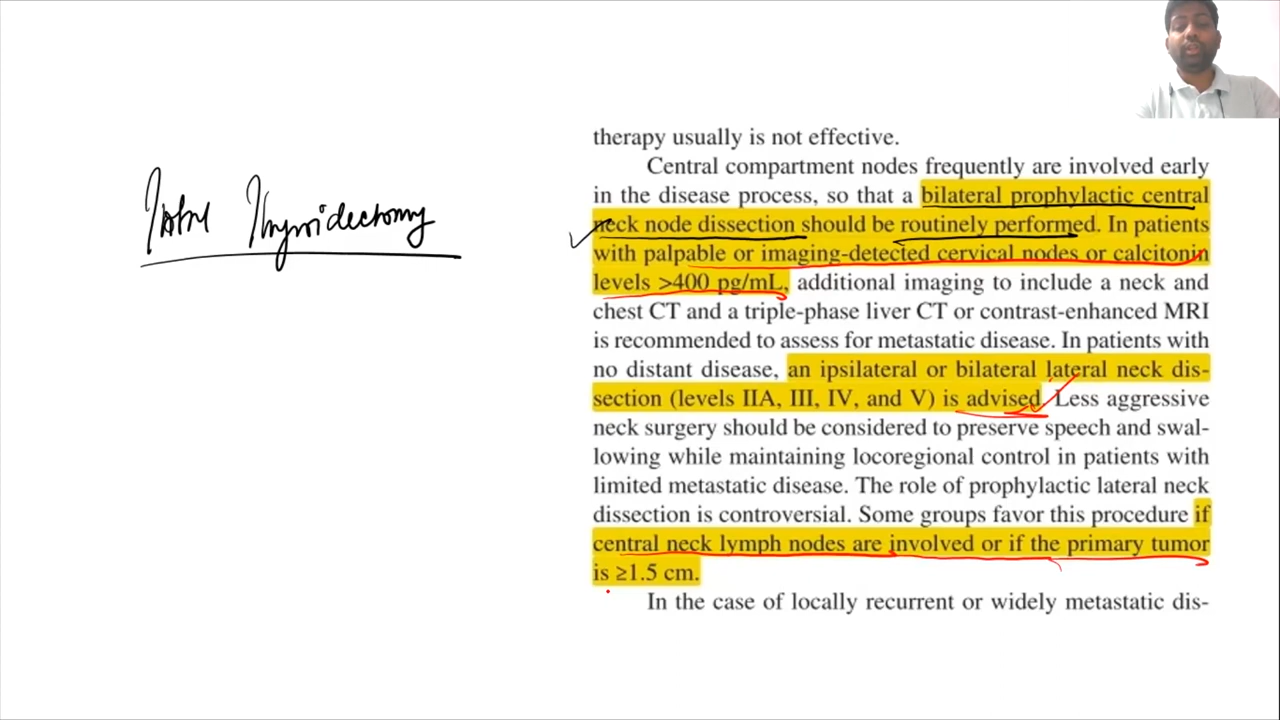 Total Thyroidectomy
therapy usually is not effective.
Central compartment nodes frequently are involved early
in the disease process, so that a bilateral prophylactic central
neck node dissection should be routinely performed. In patients
with palpable or imaging-detected cervical nodes or calcitonin
levels >400 pg/mL, additional imaging to include a neck and
chest CT and a triple-phase liver CT or contrast-enhanced MRI
is recommended to assess for metastatic disease. In patients with
no distant disease, an ipsilateral or bilateral lateral neck dis-
section (levels IIA, III, IV, and V) is advised. Less aggressive
neck surgery should be considered to preserve speech and swal-
lowing while maintaining locoregional control in patients with
limited metastatic disease. The role of prophylactic lateral neck
dissection is controversial. Some groups favor this procedure if
central neck lymph nodes are involved or if the primary tumor
is ≥1.5 cm.
In the case of locally recurrent or widely metastatic dis-